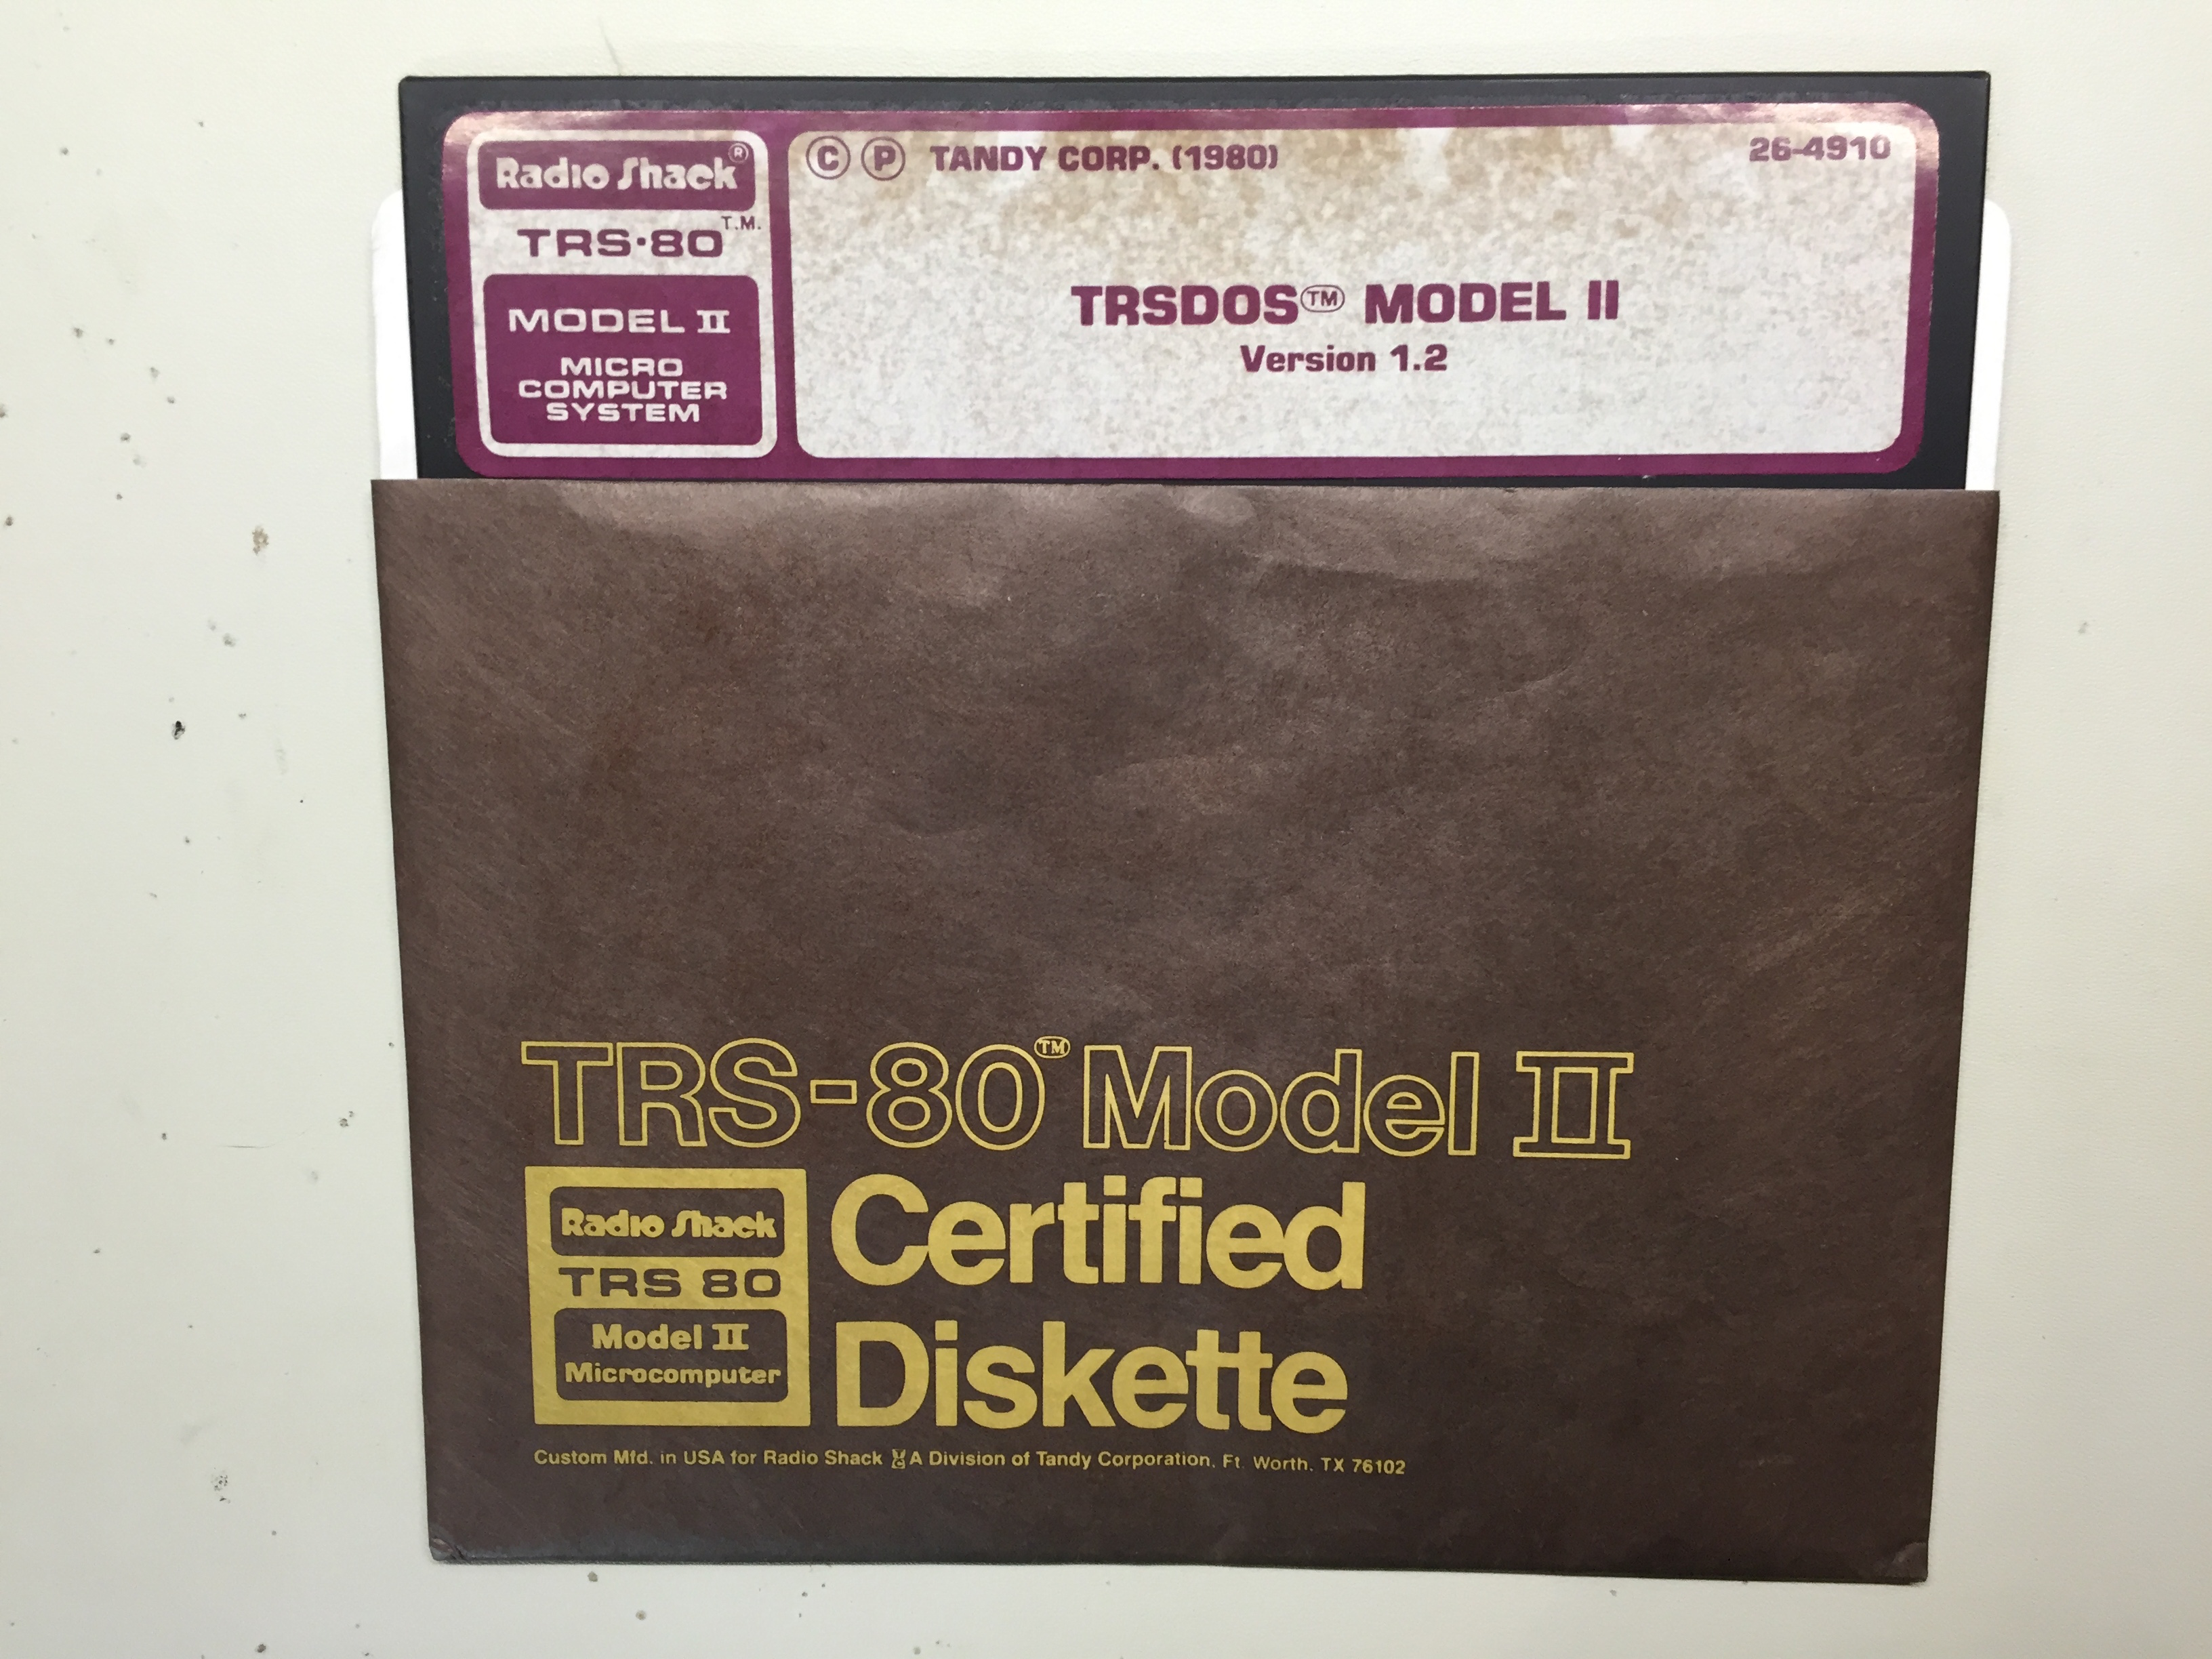 Radio Shack®
TRS-80 T.M.
MODEL II
MICRO
COMPUTER
SYSTEM
Ⓒ Ⓟ TANDY CORP. (1980)
26-4910
TRSDOS™ MODEL II
Version 1.2
TRS-80™ Model II
Radio Shack
TRS 80
Model II
Microcomputer
Certified
Diskette
Custom Mfd. in USA for Radio Shack A Division of Tandy Corporation, Ft. Worth, TX 76102